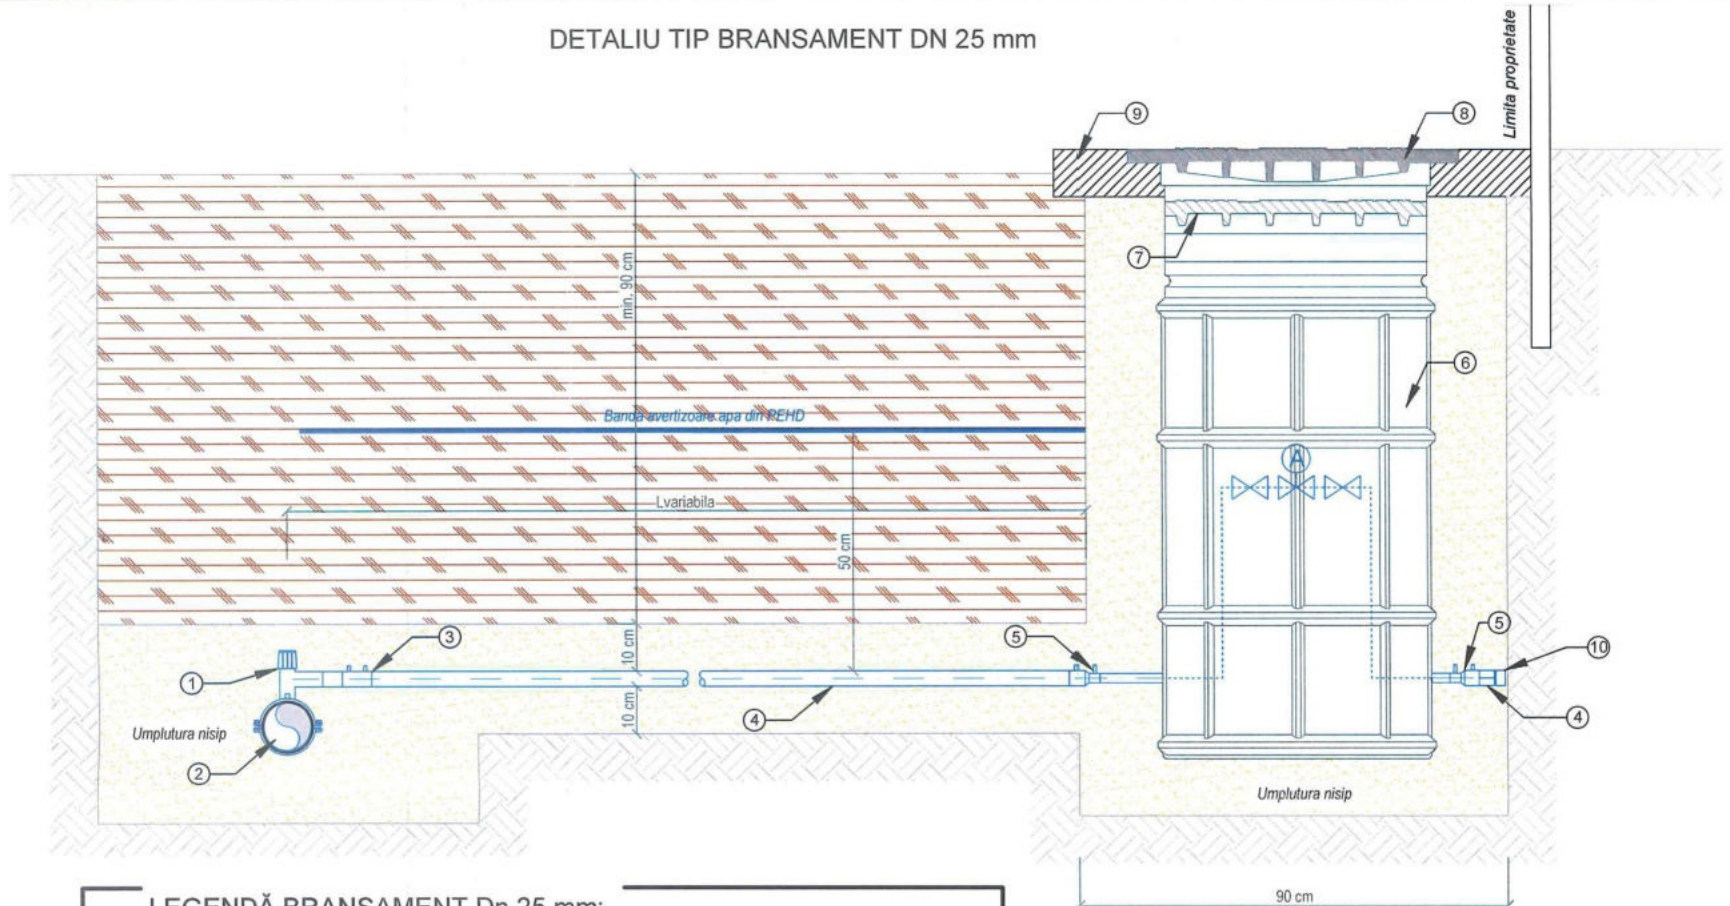 DETALIU TIP BRANSAMENT DN 25 mm
Limita proprietate
9
8
7
min. 90 cm
6
Banda avertizoare apa din PEHD
A
Lvariabila
50 cm
3
10 cm
5
5
10
1
4
10 cm
4
Umplutura nisip
2
Umplutura nisip
90 cm
LEGENDĂ BRANSAMENT Dn 25 mm: